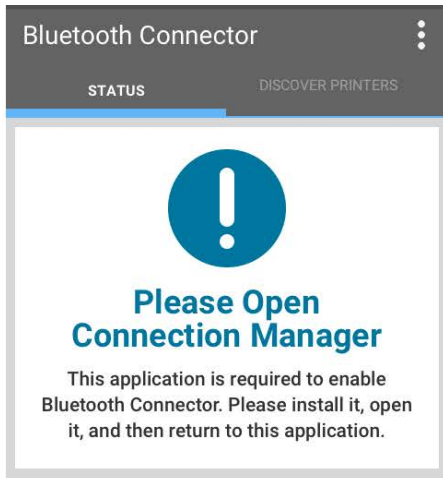 Bluetooth Connector
STATUS
DISCOVER PRINTERS
Please Open
Connection Manager
This application is required to enable
Bluetooth Connector. Please install it, open
it, and then return to this application.